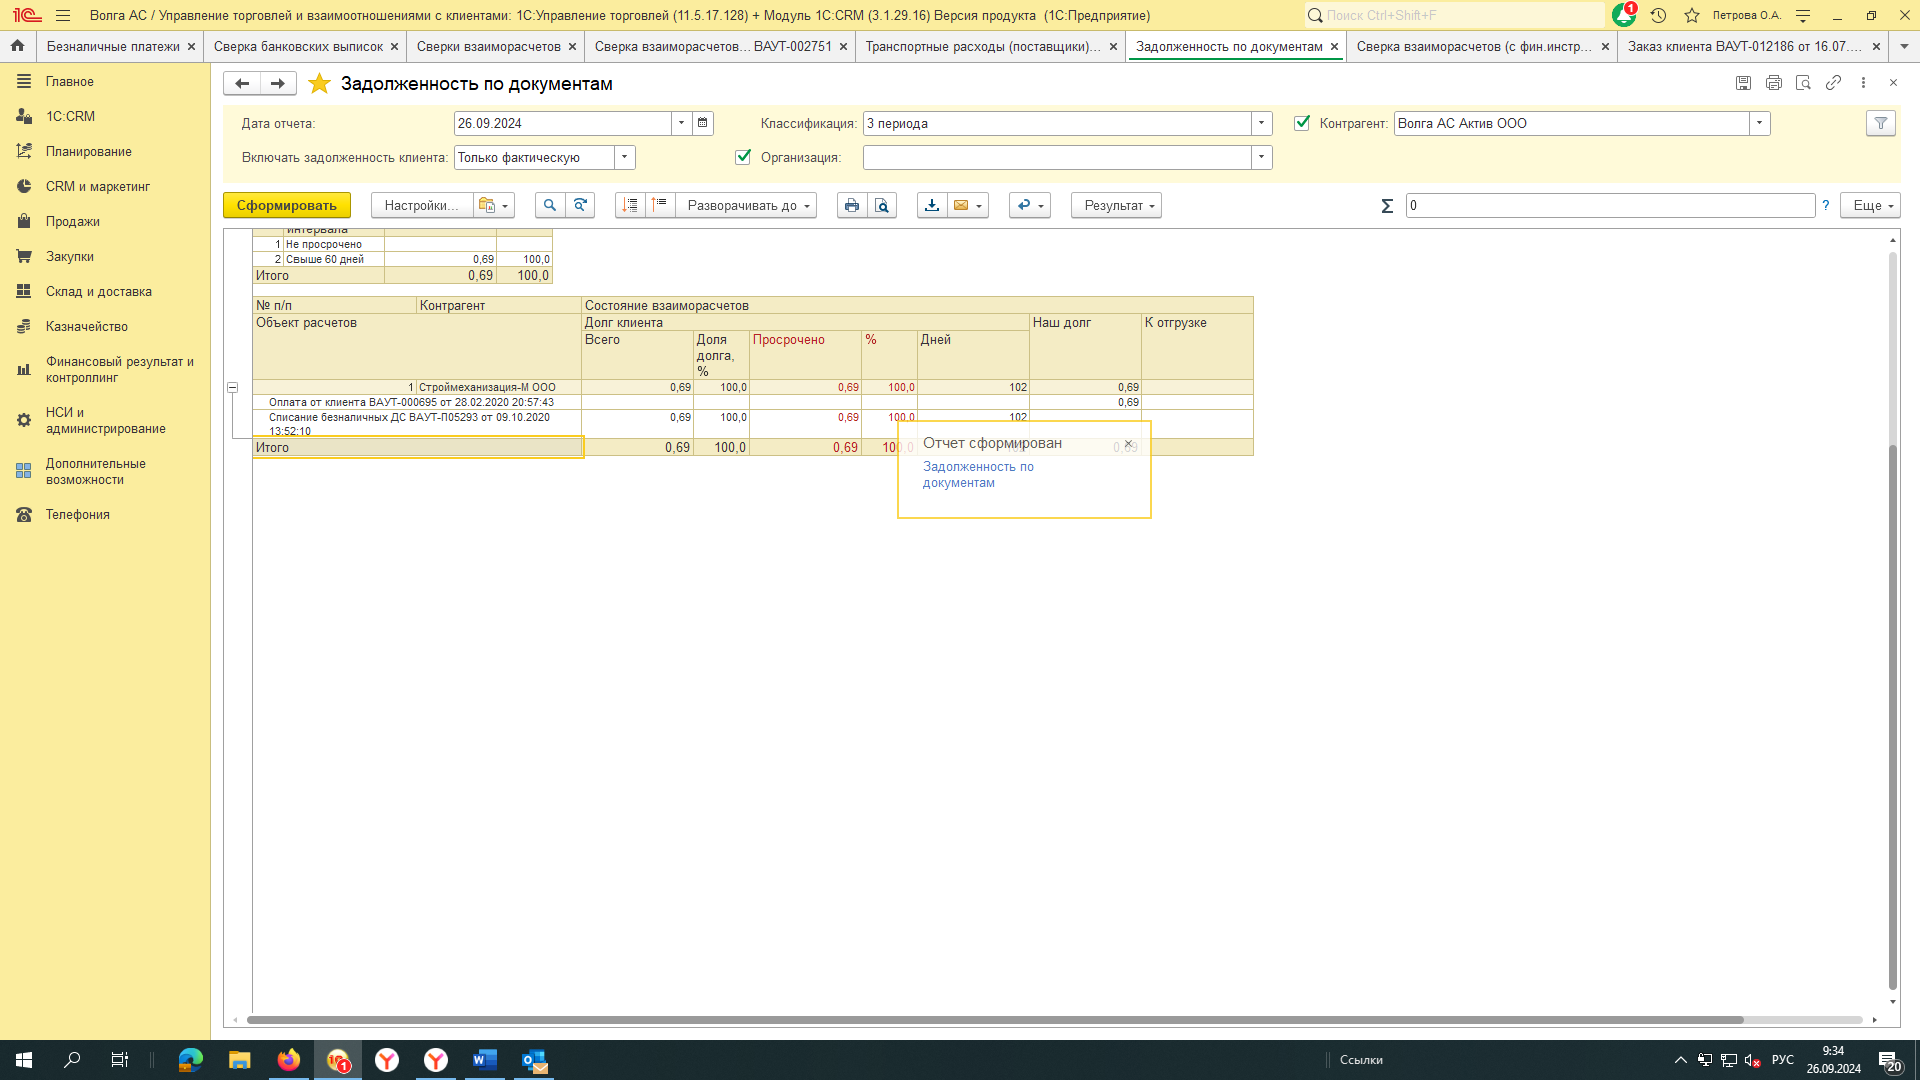 Волга АС / Управление торговлей и взаимоотношениями с клиентами: 1С:Управление торговлей (11.5.17.128) + Модуль 1С:CRM (3.1.29.16) Версия продукта (1С:Предприятие)
Поиск Ctrl+Shift+F
1
Петрова О.А.
Безналичные платежи
Сверка банковских выписок
Сверки взаиморасчетов
Сверка взаиморасчетов... ВАУТ-002751
Транспортные расходы (поставщики)...
Задолженность по документам
Сверка взаиморасчетов (с фин.инстр...
Заказ клиента ВАУТ-012186 от 16.07....
Главное
1С:CRM
Планирование
CRM и маркетинг
Продажи
Закупки
Склад и доставка
Казначейство
Финансовый результат и
контроллинг
НСИ и
администрирование
Дополнительные
возможности
Телефония
Задолженность по документам
Дата отчета: 26.09.2024 Классификация: 3 периода Контрагент: Волга АС Актив ООО
Включать задолженность клиента: Только фактическую Организация:
Сформировать Настройки... Разворачивать до Результат Σ 0 ? Еще
интервала
1 Не просрочено
2 Свыше 60 дней 0,69 100,0
Итого 0,69 100,0
№ п/п Контрагент Состояние взаиморасчетов
Объект расчетов Долг клиента Наш долг К отгрузке
Всего Доля Просрочено % Дней
долга,
%
1 Строймеханизация-М ООО 0,69 100,0 0,69 100,0 102 0,69
Оплата от клиента ВАУТ-000695 от 28.02.2020 20:57:43 0,69
Списание безналичных ДС ВАУТ-П05293 от 09.10.2020 0,69 100,0 0,69 100,0 102
13:52:10
Итого 0,69 100,0 0,69 100,0 102 0,69
Отчет сформирован
Задолженность по
документам
1
Ссылки
РУС
9:34
26.09.2024
20